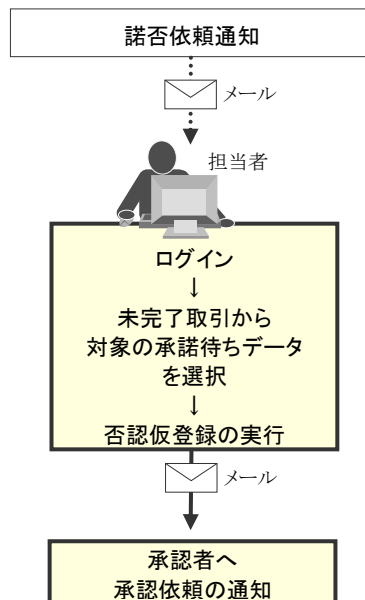 諾否依頼通知
メール
担当者
ログイン
↓
未完了取引から
対象の承諾待ちデータ
を選択
↓
否認仮登録の実行
メール
承認者へ
承認依頼の通知